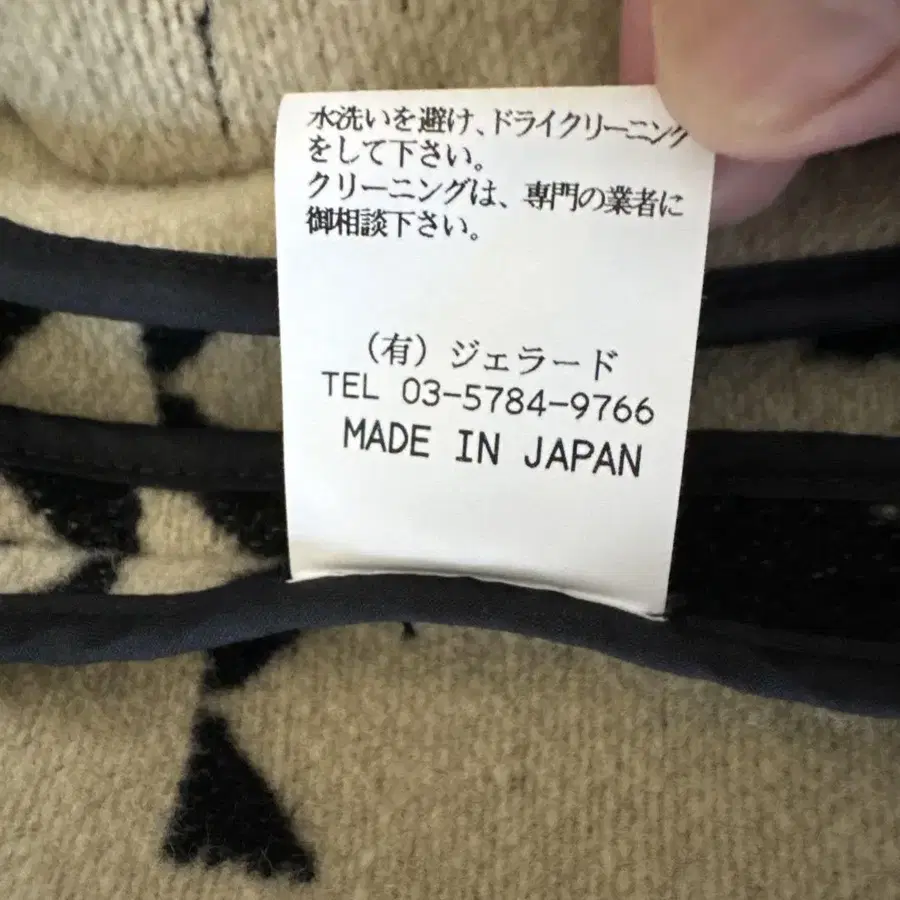 水洗いを避け、ドライクリーニング
をして下さい。
クリーニングは、専門の業者に
御相談下さい。
(有)ジェラード
TEL 03-5784-9766
MADE IN JAPAN